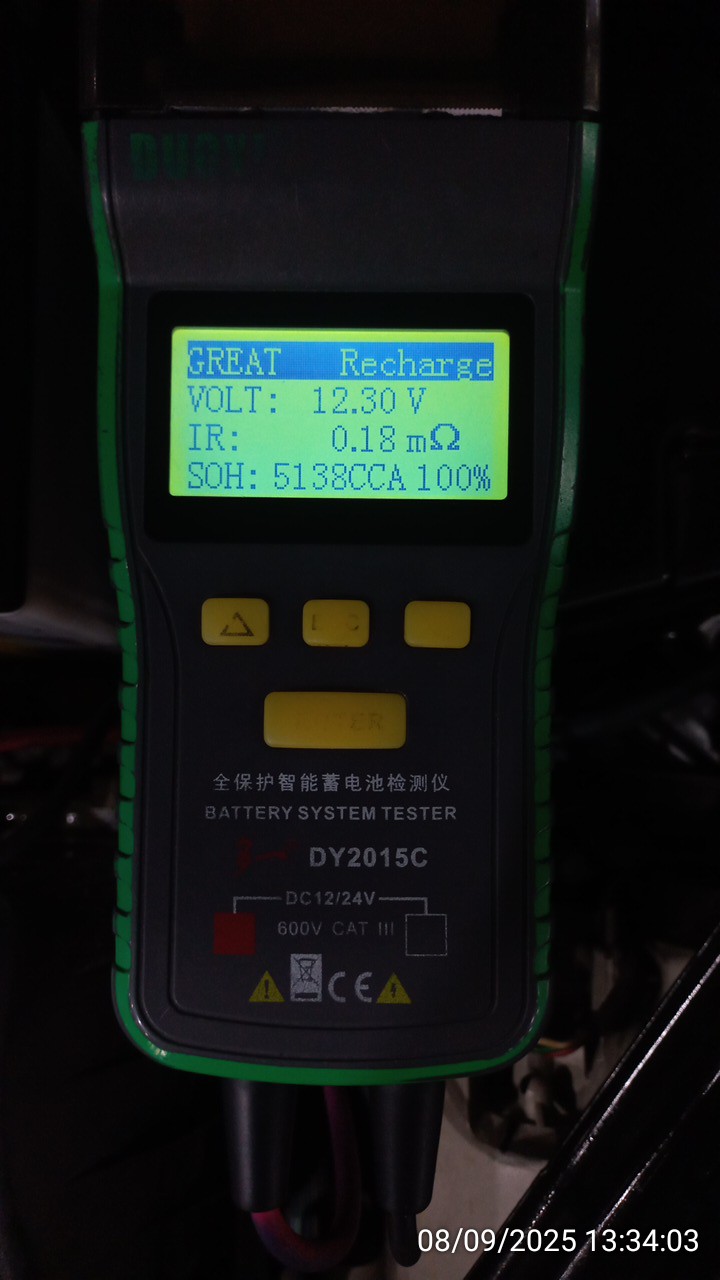 GREAT Recharge
VOLT: 12.30 V
IR: 0.18 mΩ
SOH: 5138CCA 100%
全保护智能蓄电池检测仪
BATTERY SYSTEM TESTER
DY2015C
DC12/24V
600V CAT III
CE
08/09/2025 13:34:03